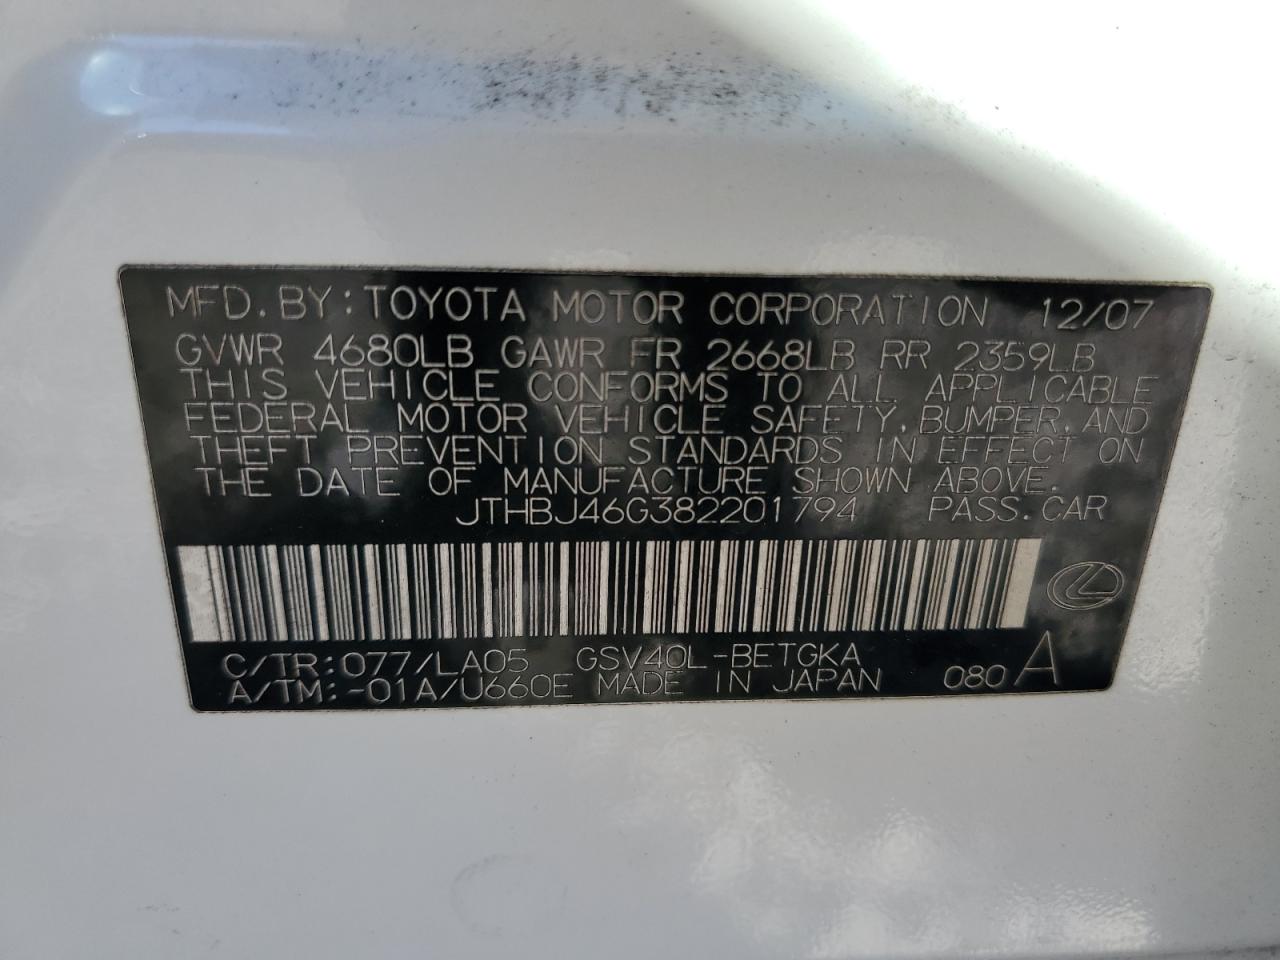 MFD. BY: TOYOTA MOTOR CORPORATION 12/07
GVWR 4680LB GAWR FR 2668LB RR 2359LB
THIS VEHICLE CONFORMS TO ALL APPLICABLE
FEDERAL MOTOR VEHICLE SAFETY, BUMPER, AND
THEFT PREVENTION STANDARDS IN EFFECT ON
THE DATE OF MANUFACTURE SHOWN ABOVE.
JTHBJ46G382201794 PASS. CAR
C/TR: 077/LA05 GSV40L-BETGKA
A/TM: -01A/U660E MADE IN JAPAN 080 A